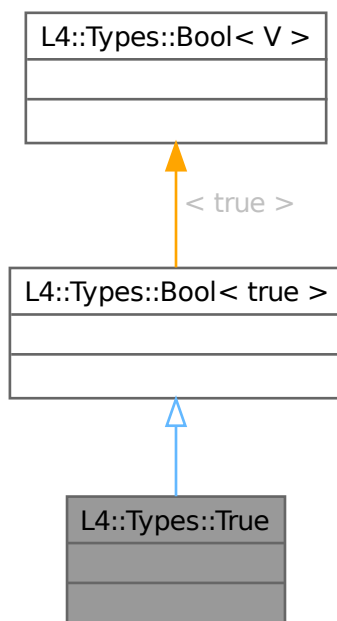 L4::Types::Bool< V >
< true >
L4::Types::Bool< true >
L4::Types::True